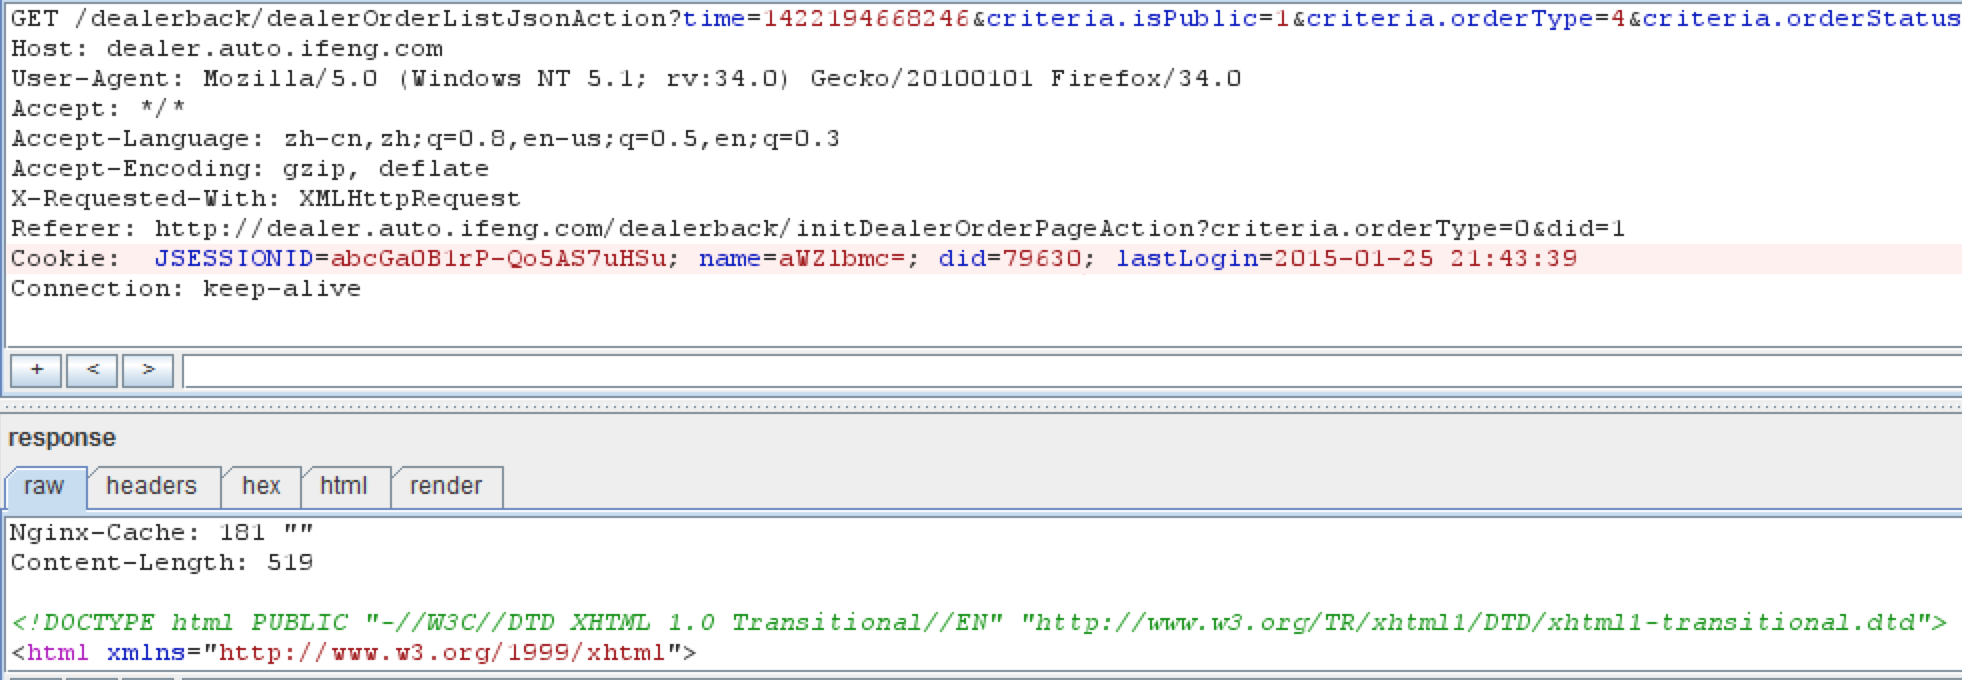 GET /dealerback/dealerOrderListJsonAction?time=1422194668246&criteria.isPublic=1&criteria.orderType=4&criteria.orderStatus
Host: dealer.auto.ifeng.com
User-Agent: Mozilla/5.0 (Windows NT 5.1; rv:34.0) Gecko/20100101 Firefox/34.0
Accept: */*
Accept-Language: zh-cn,zh;q=0.8,en-us;q=0.5,en;q=0.3
Accept-Encoding: gzip, deflate
X-Requested-With: XMLHttpRequest
Referer: http://dealer.auto.ifeng.com/dealerback/initDealerOrderPageAction?criteria.orderType=0&did=1
Cookie: JSESSIONID=abcGa0B1rP-Qo5AS7uHSu; name=aWZlbmc=; did=79630; lastLogin=2015-01-25 21:43:39
Connection: keep-alive
+ < >
response
raw headers hex html render
Nginx-Cache: 181 ""
Content-Length: 519
<!DOCTYPE html PUBLIC "-//W3C//DTD XHTML 1.0 Transitional//EN" "http://www.w3.org/TR/xhtml1/DTD/xhtml1-transitional.dtd">
<html xmlns="http://www.w3.org/1999/xhtml">